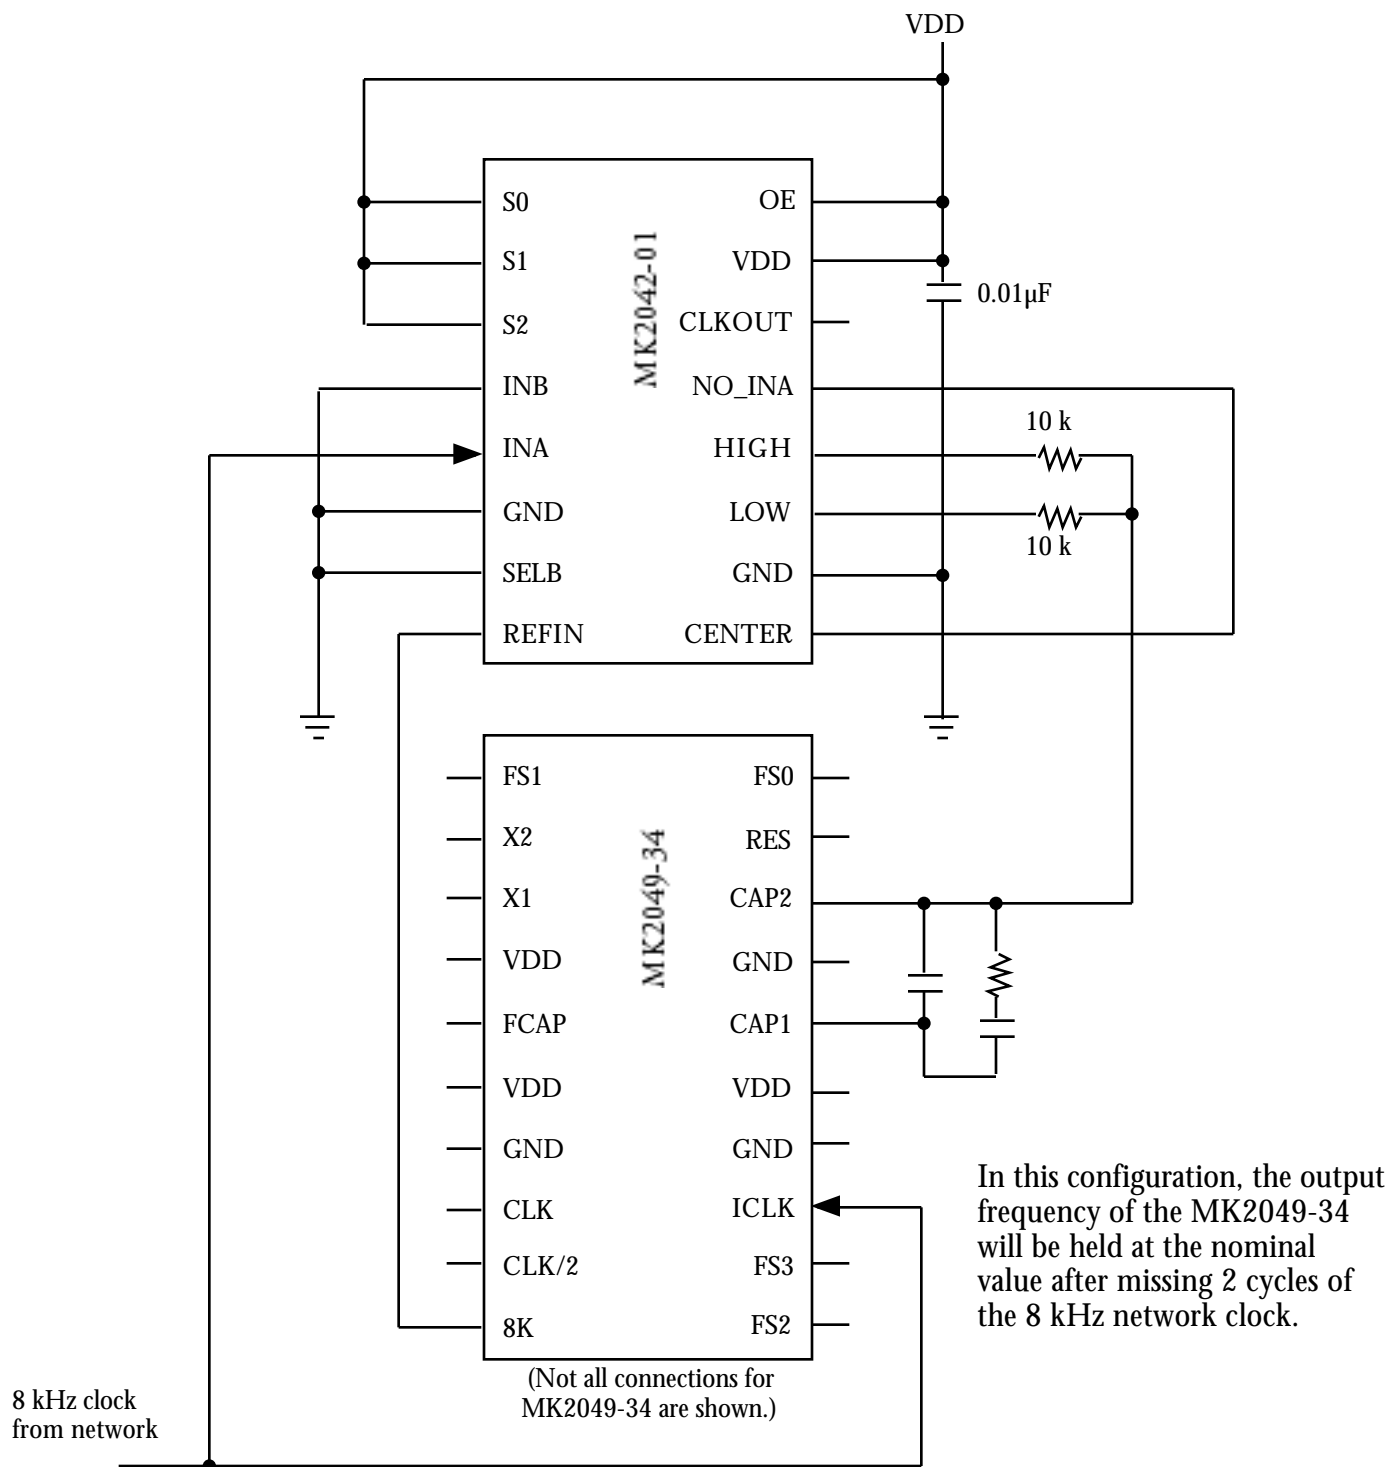 VDD
S0
S1
S2
INB
INA
GND
SELB
REFIN
MK2042-01
OE
VDD
CLKOUT
NO_INA
HIGH
LOW
GND
CENTER
0.01µF
10 k
10 k
FS1
X2
X1
VDD
FCAP
VDD
GND
CLK
CLK/2
8K
MK2049-34
FS0
RES
CAP2
GND
CAP1
VDD
GND
ICLK
FS3
FS2
In this configuration, the output
frequency of the MK2049-34
will be held at the nominal
value after missing 2 cycles of
the 8 kHz network clock.
(Not all connections for
MK2049-34 are shown.)
8 kHz clock
from network